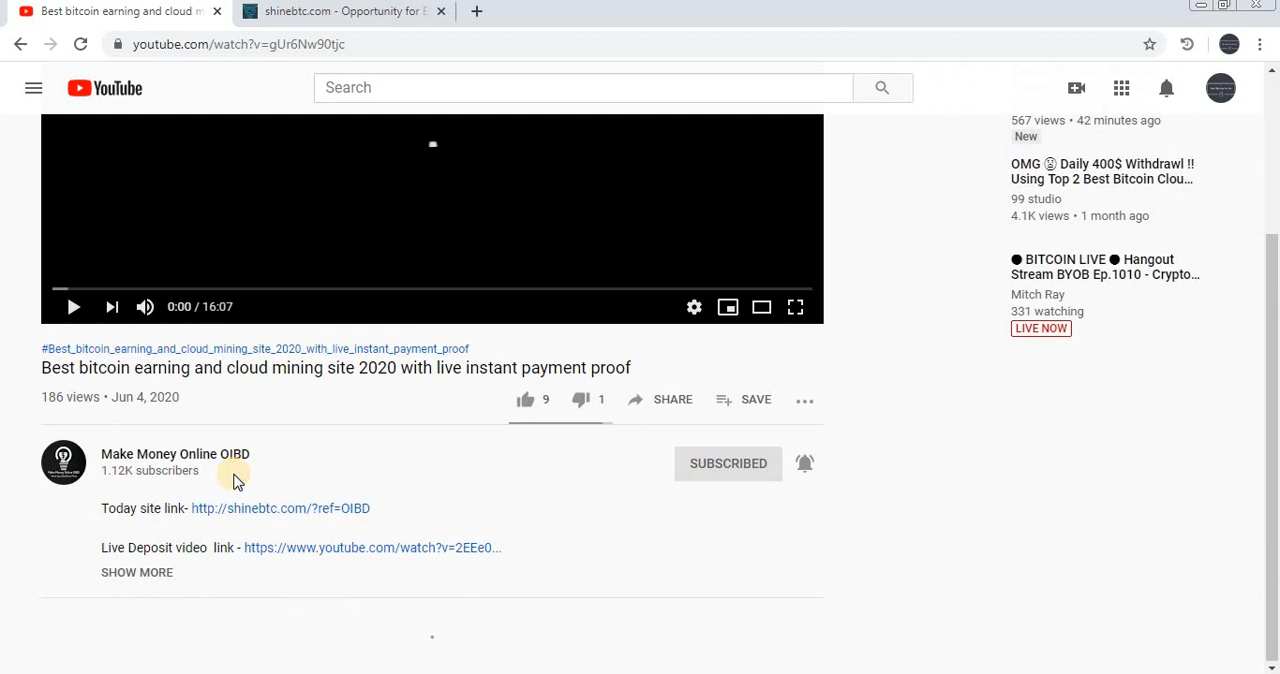 Best bitcoin earning and cloud m
shinebtc.com - Opportunity for E
youtube.com/watch?v=gUr6Nw90tjc
YouTube
Search
567 views • 42 minutes ago
New
OMG 😨 Daily 400$ Withdrawl !!
Using Top 2 Best Bitcoin Clou...
99 studio
4.1K views • 1 month ago
● BITCOIN LIVE ● Hangout
Stream BYOB Ep.1010 - Crypto...
Mitch Ray
331 watching
LIVE NOW
0:00 / 16:07
#Best_bitcoin_earning_and_cloud_mining_site_2020_with_live_instant_payment_proof
Best bitcoin earning and cloud mining site 2020 with live instant payment proof
186 views • Jun 4, 2020
9
1
SHARE
SAVE
Make Money Online OIBD
1.12K subscribers
SUBSCRIBED
Today site link- http://shinebtc.com/?ref=OIBD
Live Deposit video link - https://www.youtube.com/watch?v=2EEe0...
SHOW MORE